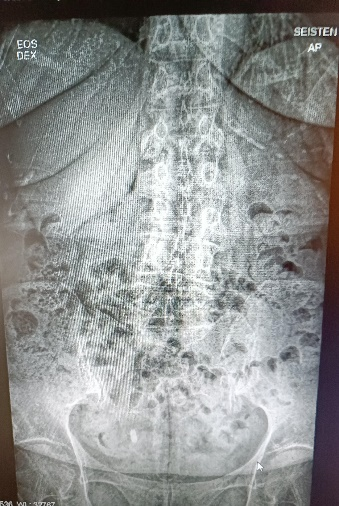 EOS
DEX
SEISTEN
AP